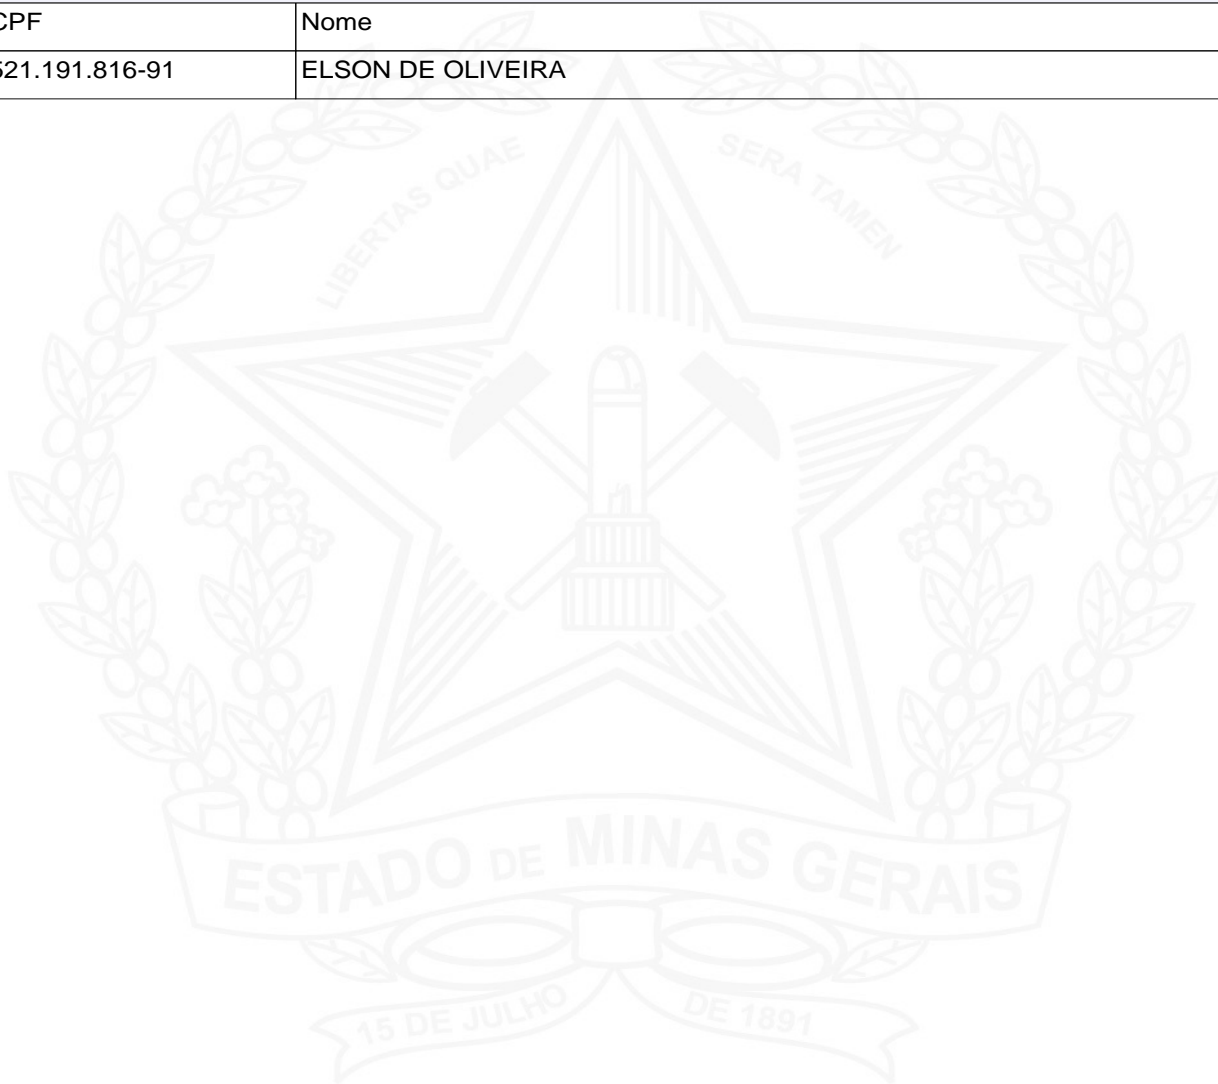 CPF Nome
521.191.816-91 ELSON DE OLIVEIRA
LIBERTAS QUAE SERA TAMEN
ESTADO DE MINAS GERAIS
15 DE JULHO DE 1891